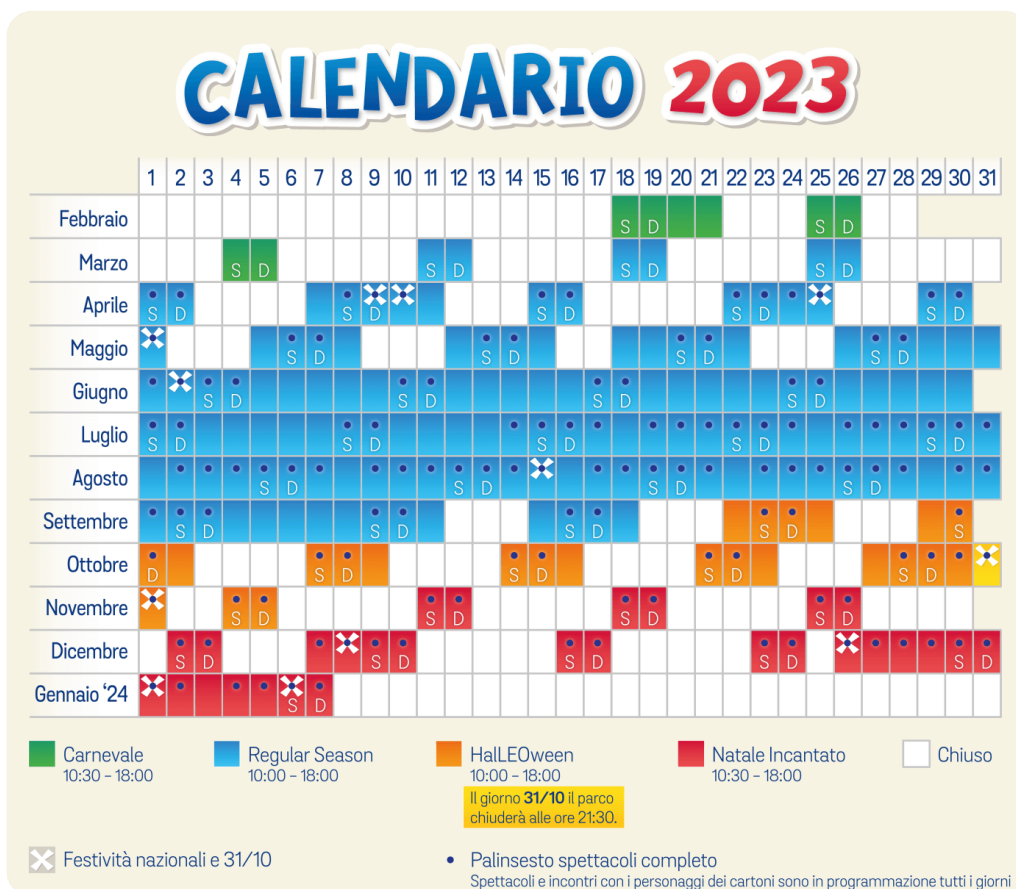 CALENDARIO 2023
1 2 3 4 5 6 7 8 9 10 11 12 13 14 15 16 17 18 19 20 21 22 23 24 25 26 27 28 29 30 31
Febbraio S D S D
Marzo S D S D S D S D
Aprile S D S D S D S D S D
Maggio S D S D S D S D
Giugno S D S D S D S D
Luglio S D S D S D S D S D
Agosto S D S D S D S D
Settembre S D S D S D S D S
Ottobre D S D S D S D S D
Novembre S D S D S D S D
Dicembre S D S D S D S D S D
Gennaio '24 S D
Carnevale
10:30 – 18:00
Regular Season
10:00 – 18:00
HalLEOween
10:00 – 18:00
Il giorno 31/10 il parco
chiuderà alle ore 21:30.
Natale Incantato
10:30 – 18:00
Chiuso
Festività nazionali e 31/10
• Palinsesto spettacoli completo
Spettacoli e incontri con i personaggi dei cartoni sono in programmazione tutti i giorni